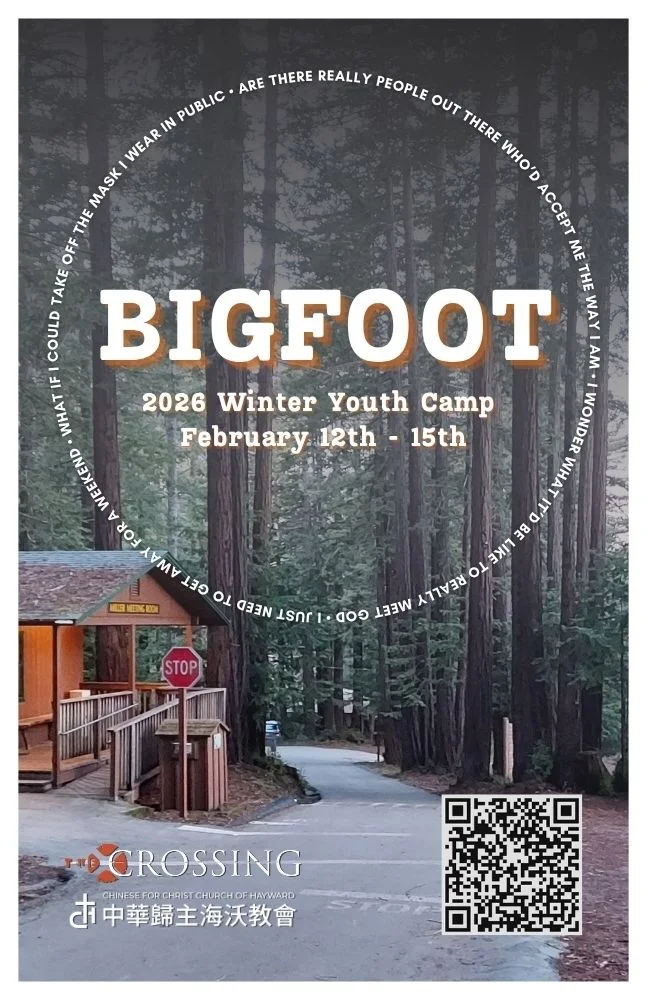 ARE THERE REALLY PEOPLE OUT THERE WHO'D ACCEPT ME THE WAY I AM • I WONDER WHAT IT'D BE LIKE TO REALLY MEET GOD • I JUST NEED TO GET AWAY FOR A WEEKEND • WHAT IF I COULD TAKE OFF THE MASK I WEAR IN PUBLIC •
BIGFOOT
2026 Winter Youth Camp
February 12th - 15th
MEETING ROOM
STOP
THE CROSSING
CHINESE FOR CHRIST CHURCH OF HAYWARD
中華歸主海沃教會
STOP